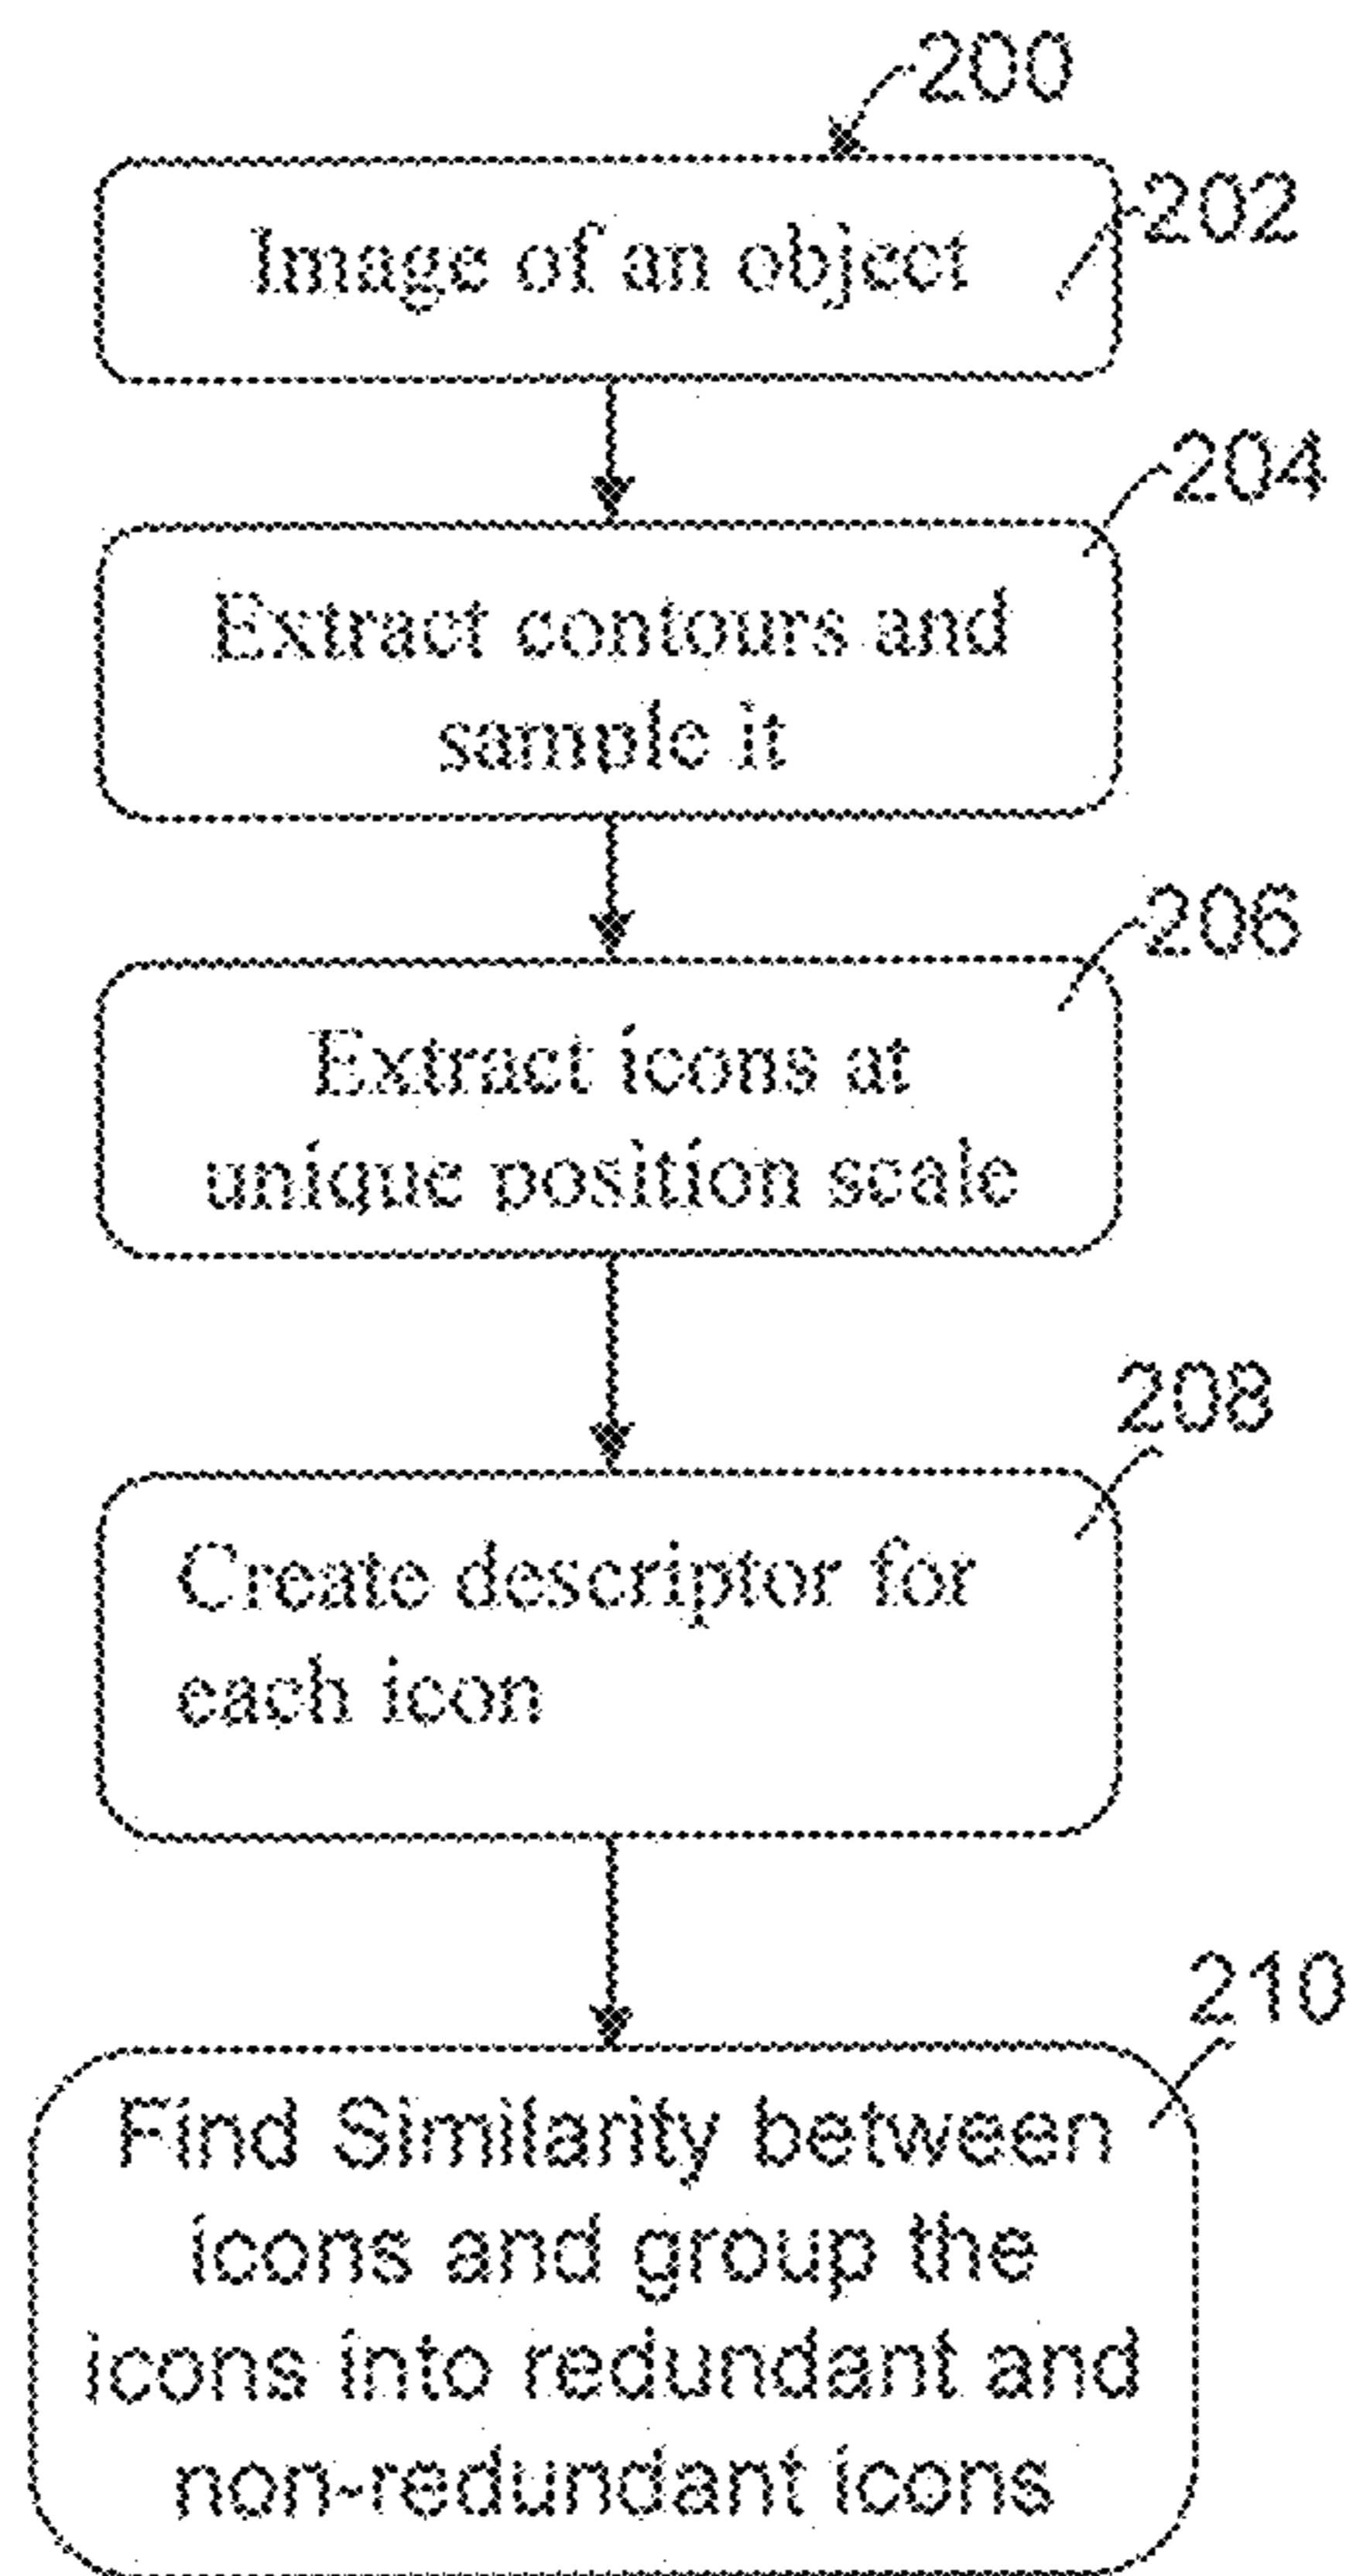 200
202
Image of an object
204
Extract contours and
sample it
206
Extract icons at
unique position scale
208
Create descriptor for
each icon
210
Find Similarity between
icons and group the
icons into redundant and
non-redundant icons